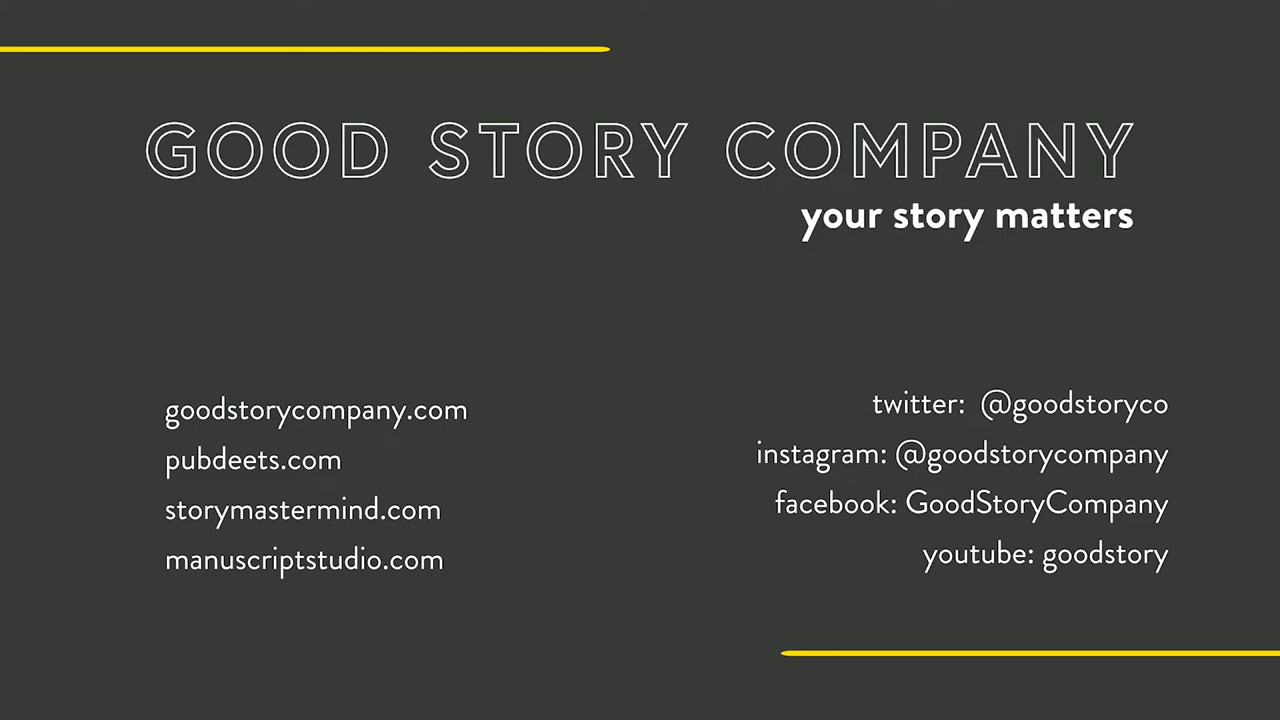 GOOD STORY COMPANY
your story matters
goodstorycompany.com
pubdeets.com
storymastermind.com
manuscriptstudio.com
twitter: @goodstoryco
instagram: @goodstorycompany
facebook: GoodStoryCompany
youtube: goodstory